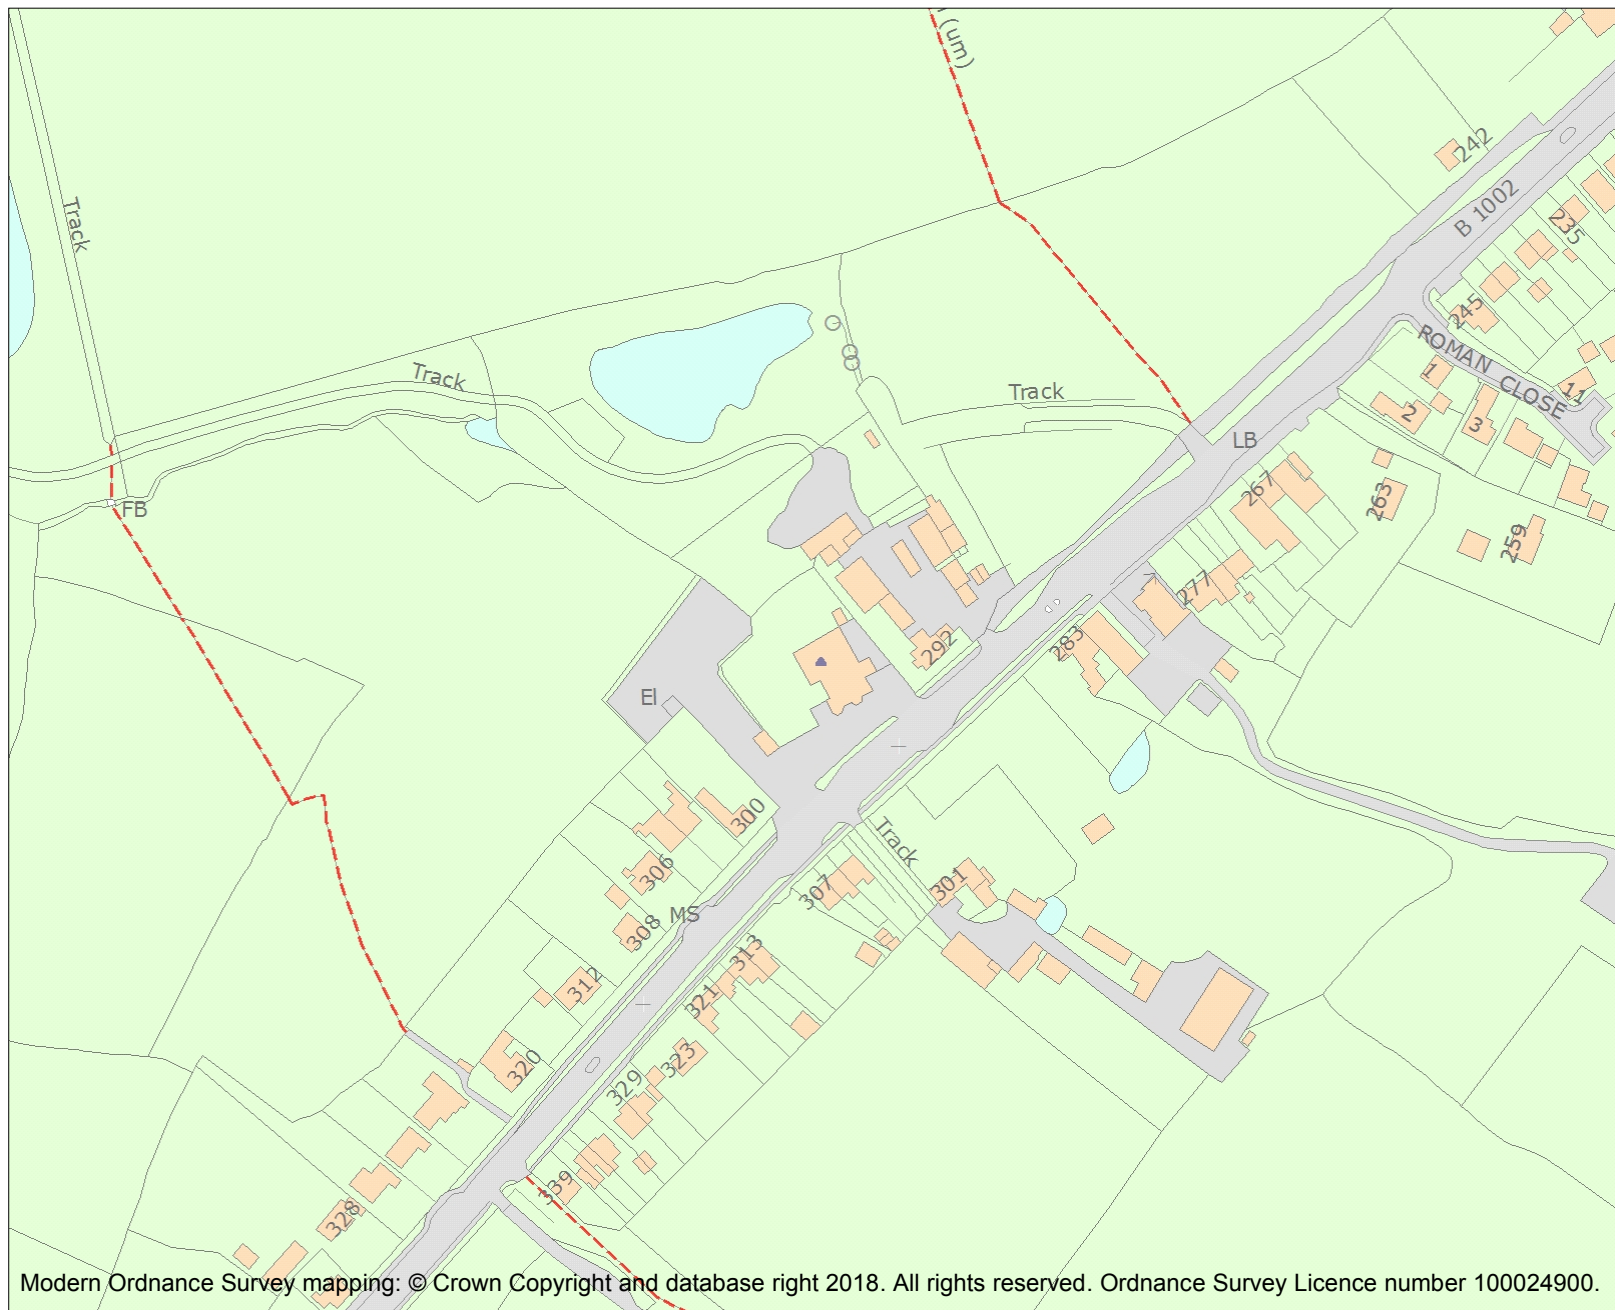 (um)
242
B 1002
235
Track
245
ROMAN CLOSE
1
11
2
3
Track
Track
LB
267
263
FB
259
277
283
292
El
300
Track
306
301
307
308
MS
313
312
321
323
320
329
339
328
Modern Ordnance Survey mapping: © Crown Copyright and database right 2018. All rights reserved. Ordnance Survey Licence number 100024900.